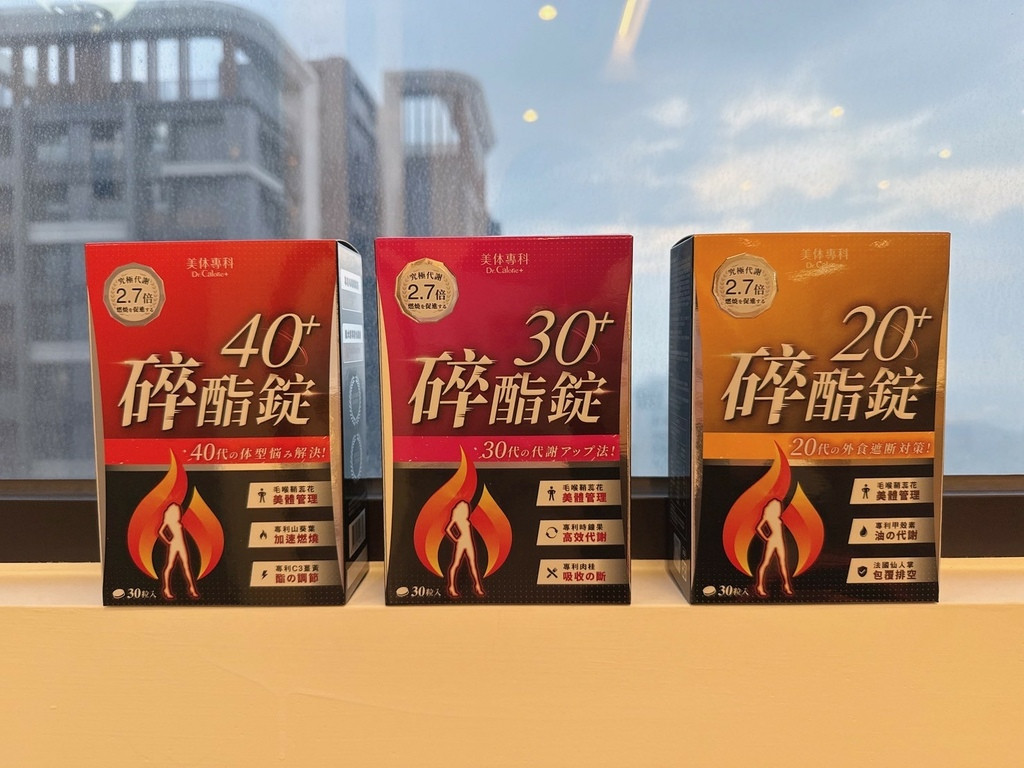 美体專科
Dr. Calorie+
究極代謝
2.7倍
燃焼を促進する
40+
碎酯錠
40代の体型悩み解決!
毛喉鞘蕊花
美體管理
專利山葵葉
加速燃燒
專利C3薑黃
酯の調節
30粒入
美体專科
Dr. Calorie+
究極代謝
2.7倍
燃焼を促進する
30+
碎酯錠
30代の代謝アップ法!
毛喉鞘蕊花
美體管理
專利時鐘果
高效代謝
專利肉桂
吸收の斷
30粒入
美体專科
究極代謝
2.7倍
燃焼を促進する
20+
碎酯錠
20代の外食遮断対策!
毛喉鞘蕊花
美體管理
專利甲殼素
油の代謝
法國仙人掌
包覆排空
30粒入